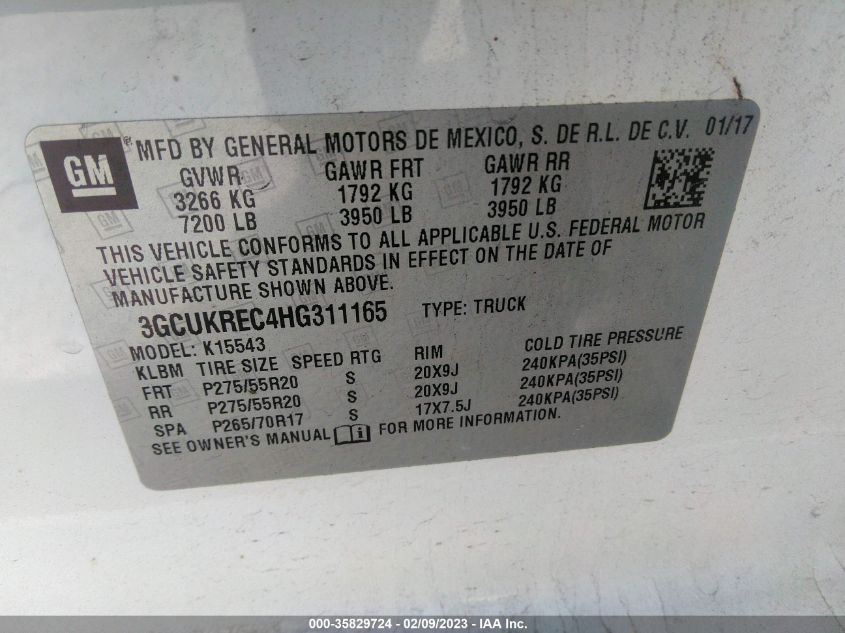 GM ® MFD BY GENERAL MOTORS DE MEXICO, S. DE R.L. DE C.V. 01/17
GVWR GAWR FRT GAWR RR
3266 KG 1792 KG 1792 KG
7200 LB 3950 LB 3950 LB
THIS VEHICLE CONFORMS TO ALL APPLICABLE U.S. FEDERAL MOTOR
VEHICLE SAFETY STANDARDS IN EFFECT ON THE DATE OF
MANUFACTURE SHOWN ABOVE.
3GCUKREC4HG311165 TYPE: TRUCK
MODEL: K15543
KLBM TIRE SIZE SPEED RTG RIM COLD TIRE PRESSURE
FRT P275/55R20 S 20X9J 240KPA(35PSI)
RR P275/55R20 S 20X9J 240KPA(35PSI)
SPA P265/70R17 S 17X7.5J 240KPA(35PSI)
SEE OWNER'S MANUAL FOR MORE INFORMATION.
000-35829724 - 02/09/2023 - © IAA Inc.